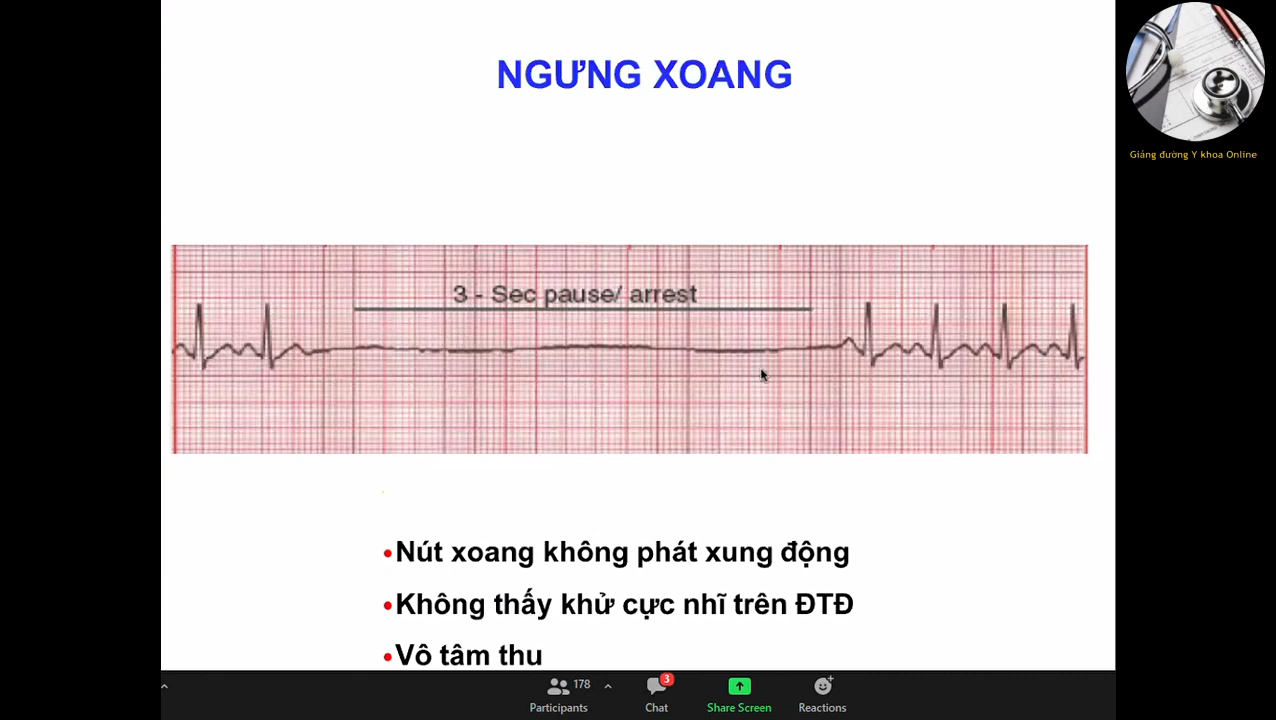 NGƯNG XOANG
Giảng đường Y khoa Online
3 - Sec pause/ arrest
•Nút xoang không phát xung động
•Không thấy khử cực nhĩ trên ĐTĐ
•Vô tâm thu
178
3
Participants
Chat
Share Screen
Reactions